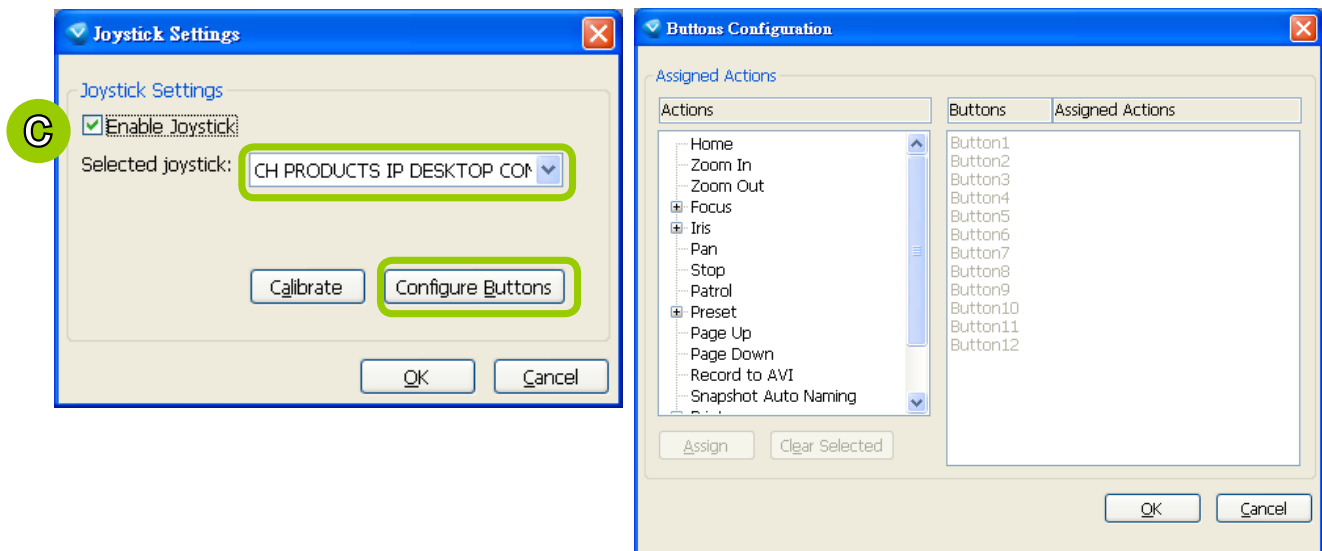 Joystick Settings
Joystick Settings
C
Enable Joystick
Selected joystick:
CH PRODUCTS IP DESKTOP CON
Calibrate
Configure Buttons
OK
Cancel
Buttons Configuration
Assigned Actions
Actions
Home
Zoom In
Zoom Out
Focus
Iris
Pan
Stop
Patrol
Preset
Page Up
Page Down
Record to AVI
Snapshot Auto Naming
Buttons
Assigned Actions
Button1
Button2
Button3
Button4
Button5
Button6
Button7
Button8
Button9
Button10
Button11
Button12
Assign
Clear Selected
OK
Cancel